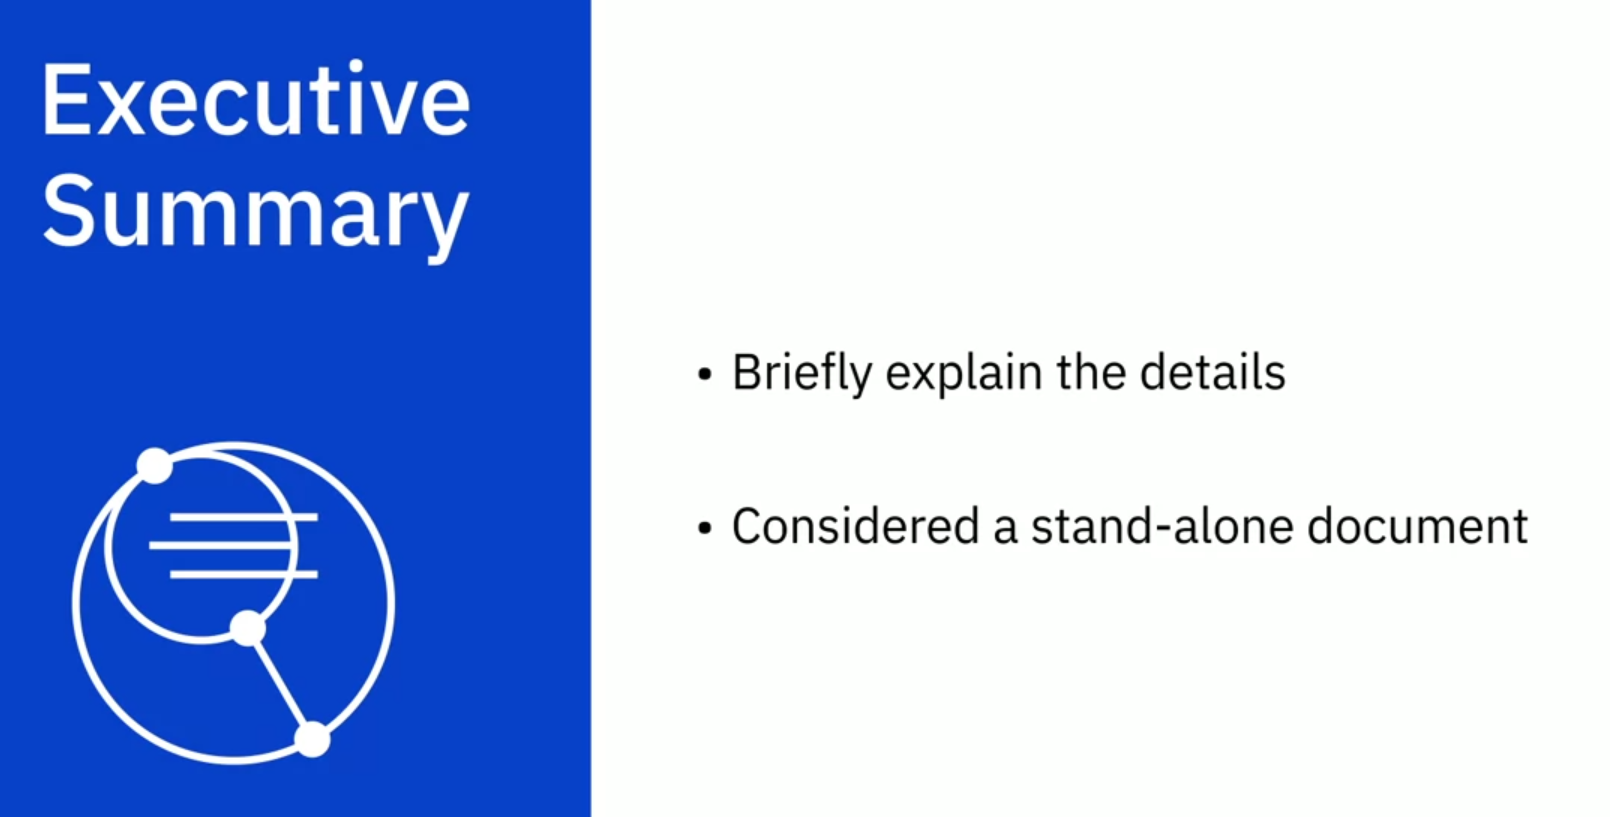 Executive
Summary
• Briefly explain the details
• Considered a stand-alone document